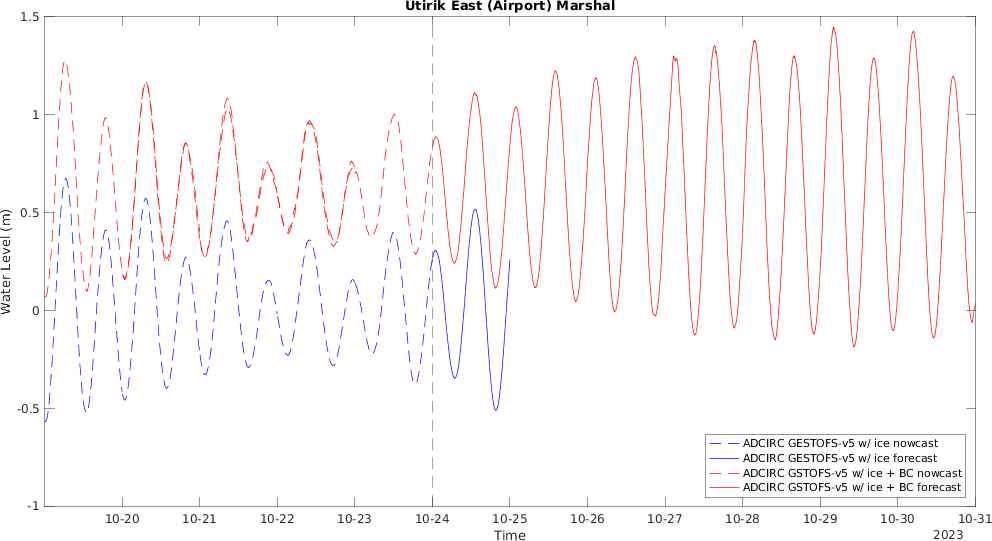 Utirik East (Airport) Marshal
Water Level (m)
1.5
1
0.5
0
-0.5
-1
10-20
10-21
10-22
10-23
10-24
10-25
10-26
10-27
10-28
10-29
10-30
10-31
Time
2023
ADCIRC GESTOFS-v5 w/ ice nowcast
ADCIRC GESTOFS-v5 w/ ice forecast
ADCIRC GSTOFS-v5 w/ ice + BC nowcast
ADCIRC GSTOFS-v5 w/ ice + BC forecast